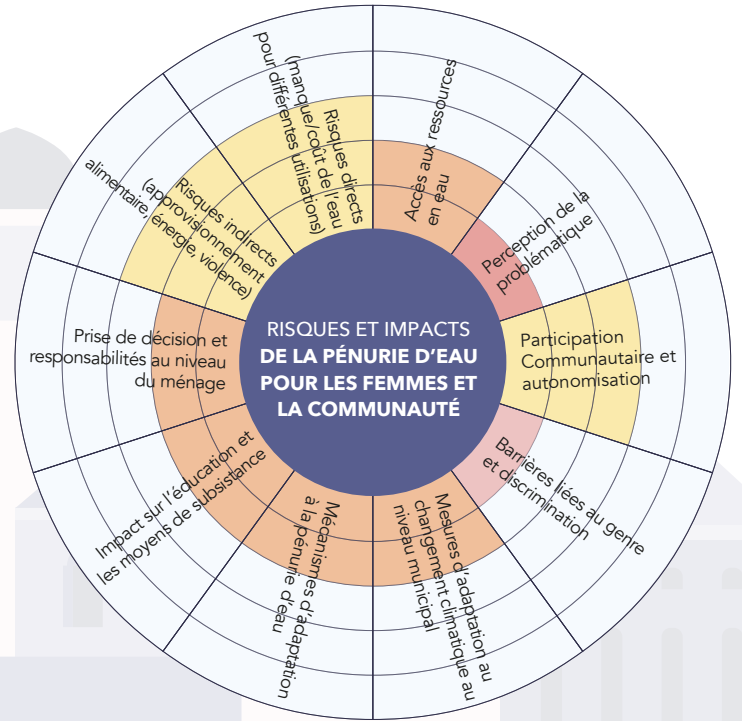 RISQUES ET IMPACTS
DE LA PÉNURIE D'EAU
POUR LES FEMMES ET
LA COMMUNAUTÉ
Accès aux ressources
en eau
Perception de la
problématique
Participation
Communautaire et
autonomisation
Barrières liées au genre
et discrimination
Mesures d'adaptation au
changement climatique au
niveau municipal
Mécanismes d'adaptation
à la pénurie d'eau
Impact sur l'éducation et
les moyens de subsistance
Prise de décision et
responsabilités au niveau
du ménage
Risques indirects
(approvisionnement
alimentaire, énergie, violence)
Risques directs
(manque/coût de l'eau
pour différentes utilisations)